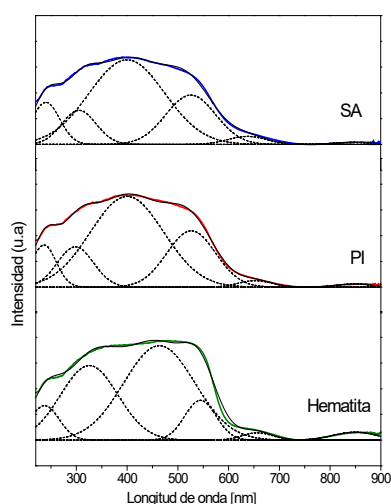 SA
PI
Hematita
Intensidad (u.a)
300 400 500 600 700 800 900
Longitud de onda [nm]